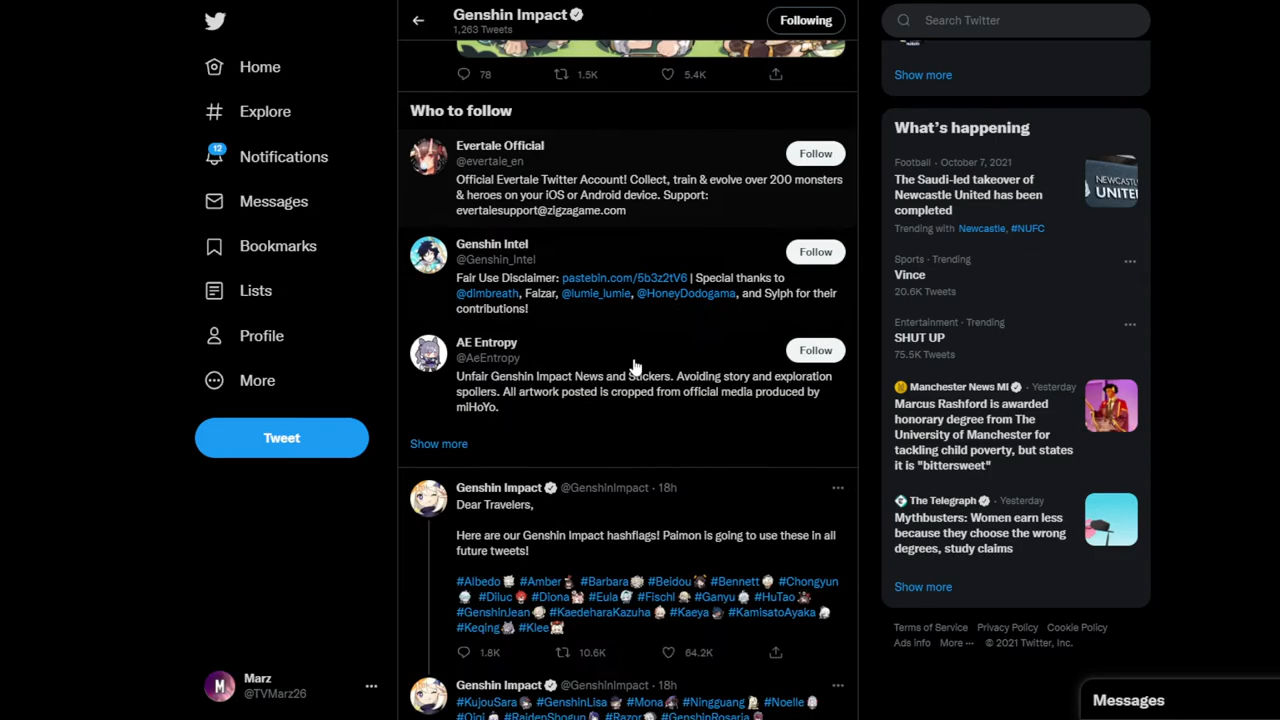 Home
Explore
12
Notifications
Messages
Bookmarks
Lists
Profile
More
Tweet
Marz
@TVMarz26
Genshin Impact
1,263 Tweets
Following
78
1.5K
5.4K
Who to follow
Evertale Official
@evertale_en
Follow
Official Evertale Twitter Account! Collect, train & evolve over 200 monsters
& heroes on your iOS or Android device. Support:
evertalesupport@zigzagame.com
Genshin Intel
@Genshin_Intel
Follow
Fair Use Disclaimer: pastebin.com/5b3z2tV6 | Special thanks to
@dimbreath, Falzar, @lumie_lumie, @HoneyDodogama, and Sylph for their
contributions!
AE Entropy
@AeEntropy
Follow
Unfair Genshin Impact News and Stickers. Avoiding story and exploration
spoilers. All artwork posted is cropped from official media produced by
miHoYo.
Show more
Genshin Impact @GenshinImpact · 18h
Dear Travelers,
Here are our Genshin Impact hashflags! Paimon is going to use these in all
future tweets!
#Albedo #Amber #Barbara #Beidou #Bennett #Chongyun
#Diluc #Diona #Eula #Fischl #Ganyu #HuTao
#GenshinJean #KaedeharaKazuha #Kaeya #KamisatoAyaka
#Keqing #Klee
1.8K
10.6K
64.2K
Genshin Impact @GenshinImpact · 18h
#KujouSara #GenshinLisa #Mona #Ningguang #Noelle
#Qiqi #RaidenShogun #Razor #GenshinRosaria
Search Twitter
Show more
What's happening
Football · October 7, 2021
The Saudi-led takeover of
Newcastle United has been
completed
Trending with Newcastle, #NUFC
NEWCASTLE
UNITE
Sports · Trending
Vince
20.6K Tweets
Entertainment · Trending
SHUT UP
75.5K Tweets
Manchester News MI · Yesterday
Marcus Rashford is awarded
honorary degree from The
University of Manchester for
tackling child poverty, but states
it is "bittersweet"
The Telegraph · Yesterday
Mythbusters: Women earn less
because they choose the wrong
degrees, study claims
Show more
Terms of Service Privacy Policy Cookie Policy
Ads info More ··· © 2021 Twitter, Inc.
Messages